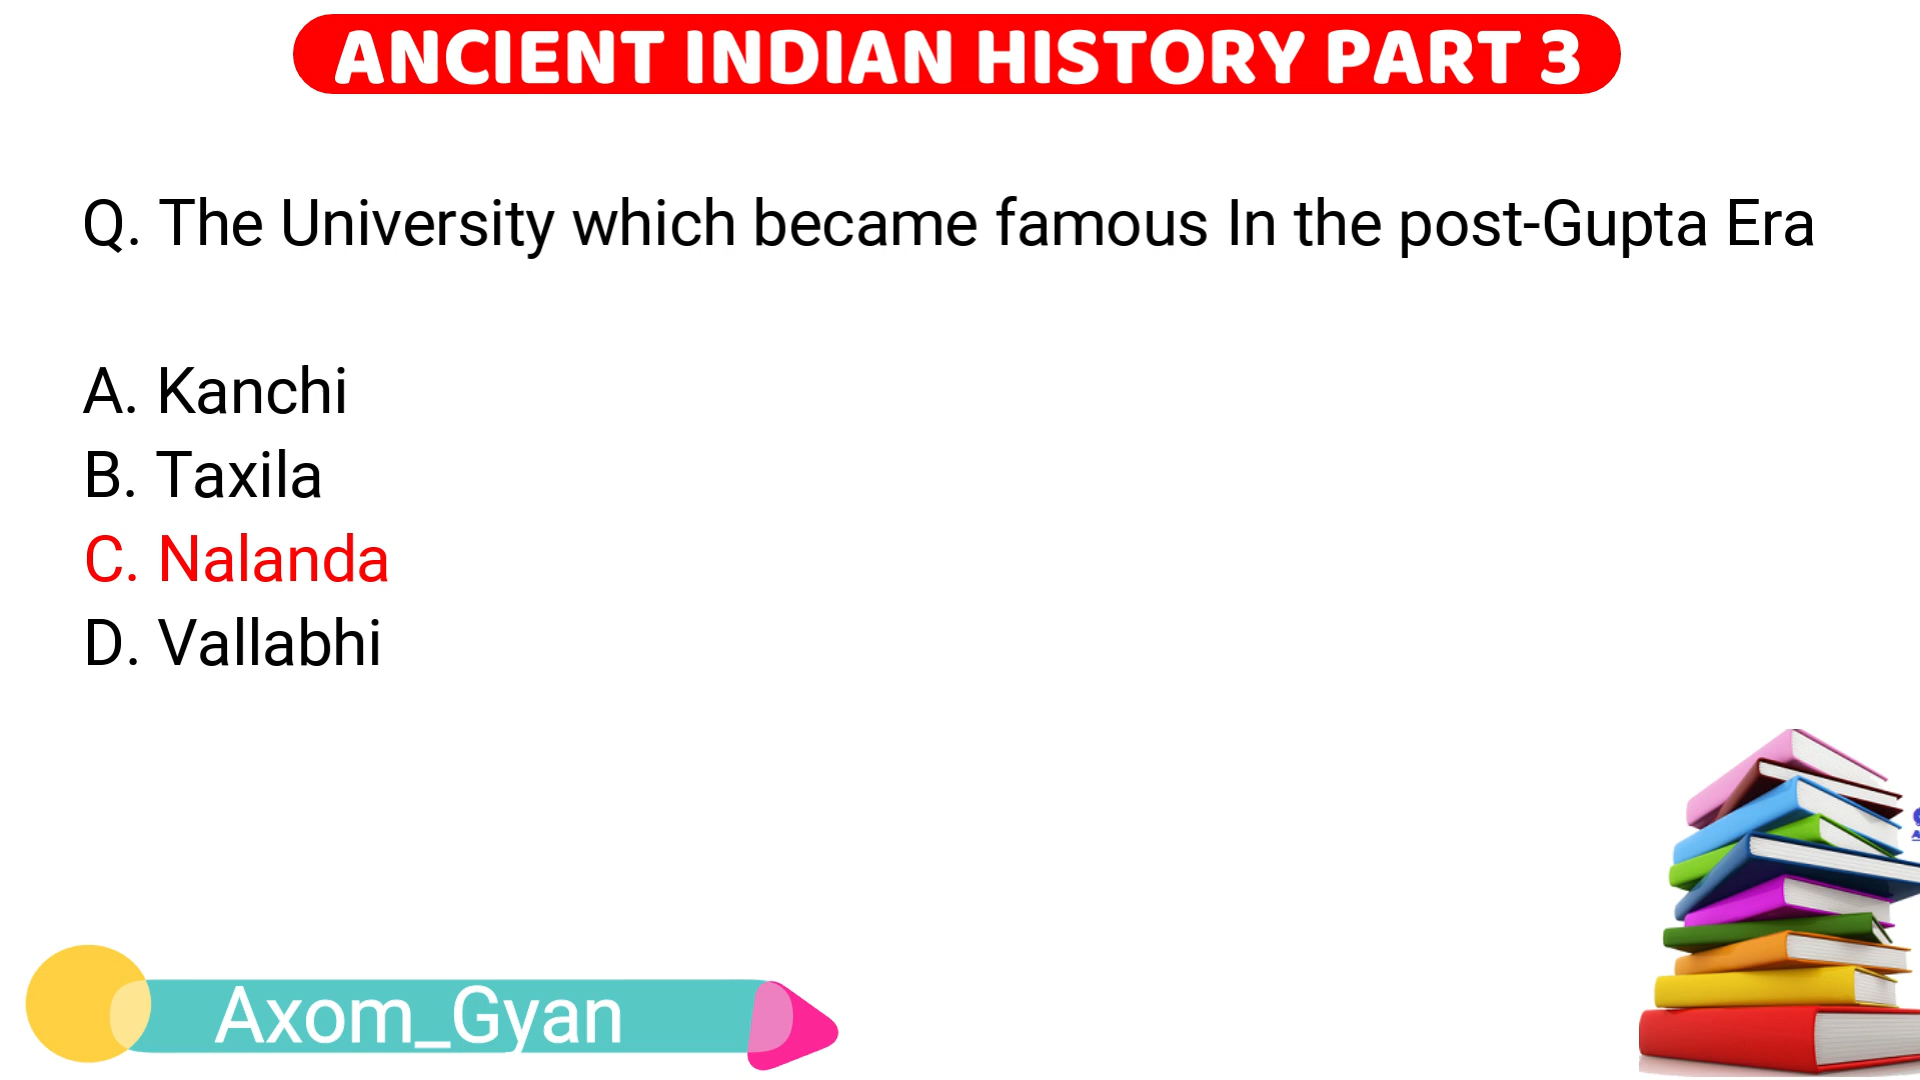 ANCIENT INDIAN HISTORY PART 3
Q. The University which became famous In the post-Gupta Era
A. Kanchi
B. Taxila
C. Nalanda
D. Vallabhi
Axom_Gyan